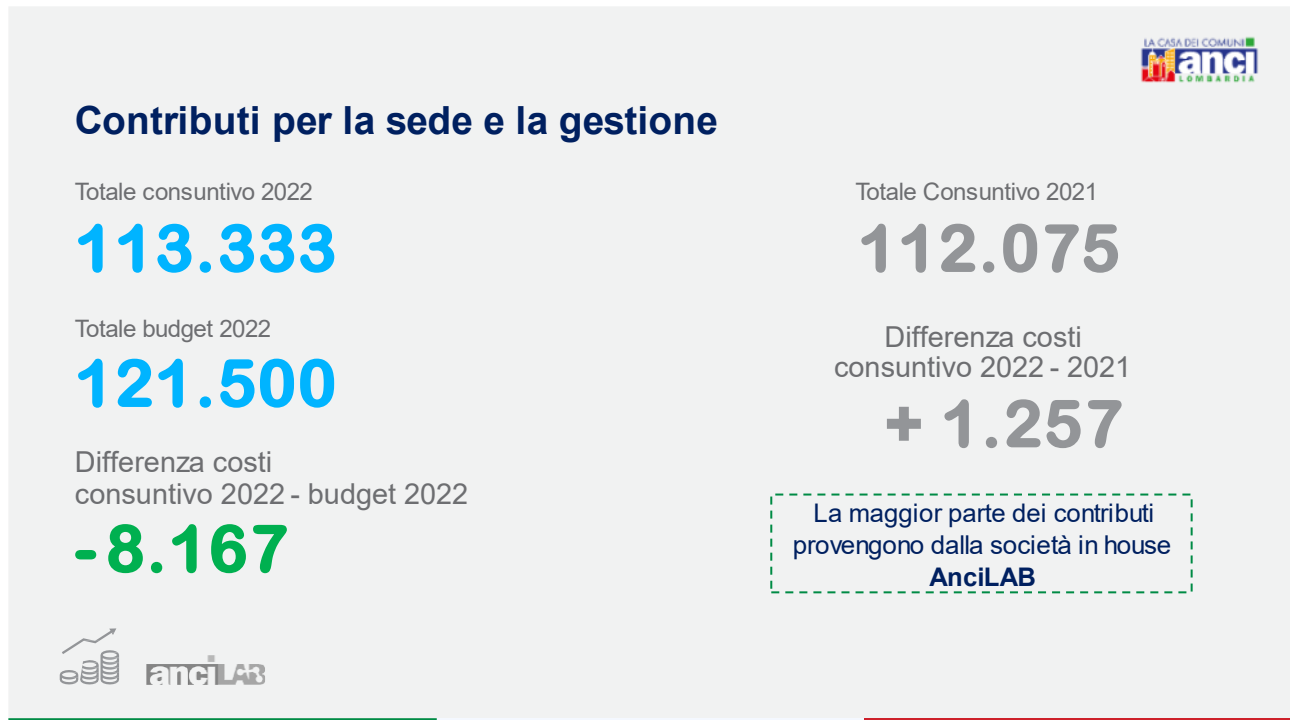 LA CASA DEI COMUNI
anci
LOMBARDIA
Contributi per la sede e la gestione
Totale consuntivo 2022
113.333
Totale budget 2022
121.500
Differenza costi
consuntivo 2022 - budget 2022
-8.167
Totale Consuntivo 2021
112.075
Differenza costi
consuntivo 2022 - 2021
+ 1.257
La maggior parte dei contributi
provengono dalla società in house
AnciLAB
anciLAB